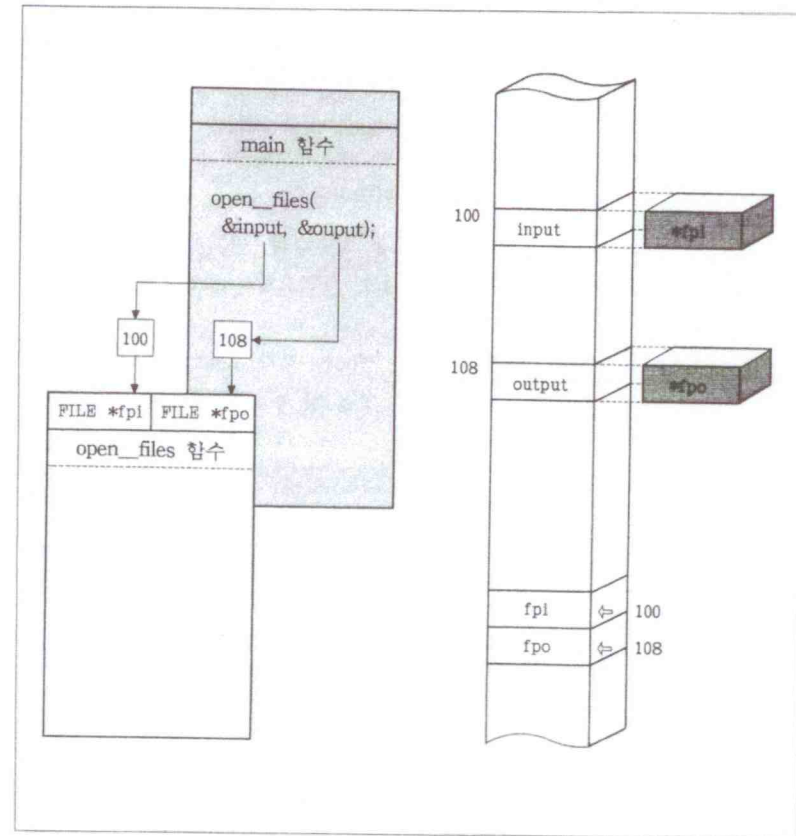 main 함수
open__files(
&input, &ouput);
100
108
FILE *fpi
FILE *fpo
open__files 함수
100
input
*fpi
108
output
*fpo
fpi
⇦
100
fpo
⇦
108